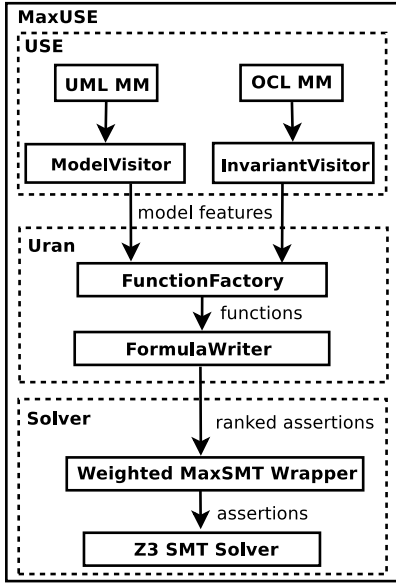 MaxUSE
USE
UML MM
OCL MM
ModelVisitor
InvariantVisitor
model features
Uran
FunctionFactory
functions
FormulaWriter
Solver
ranked assertions
Weighted MaxSMT Wrapper
assertions
Z3 SMT Solver